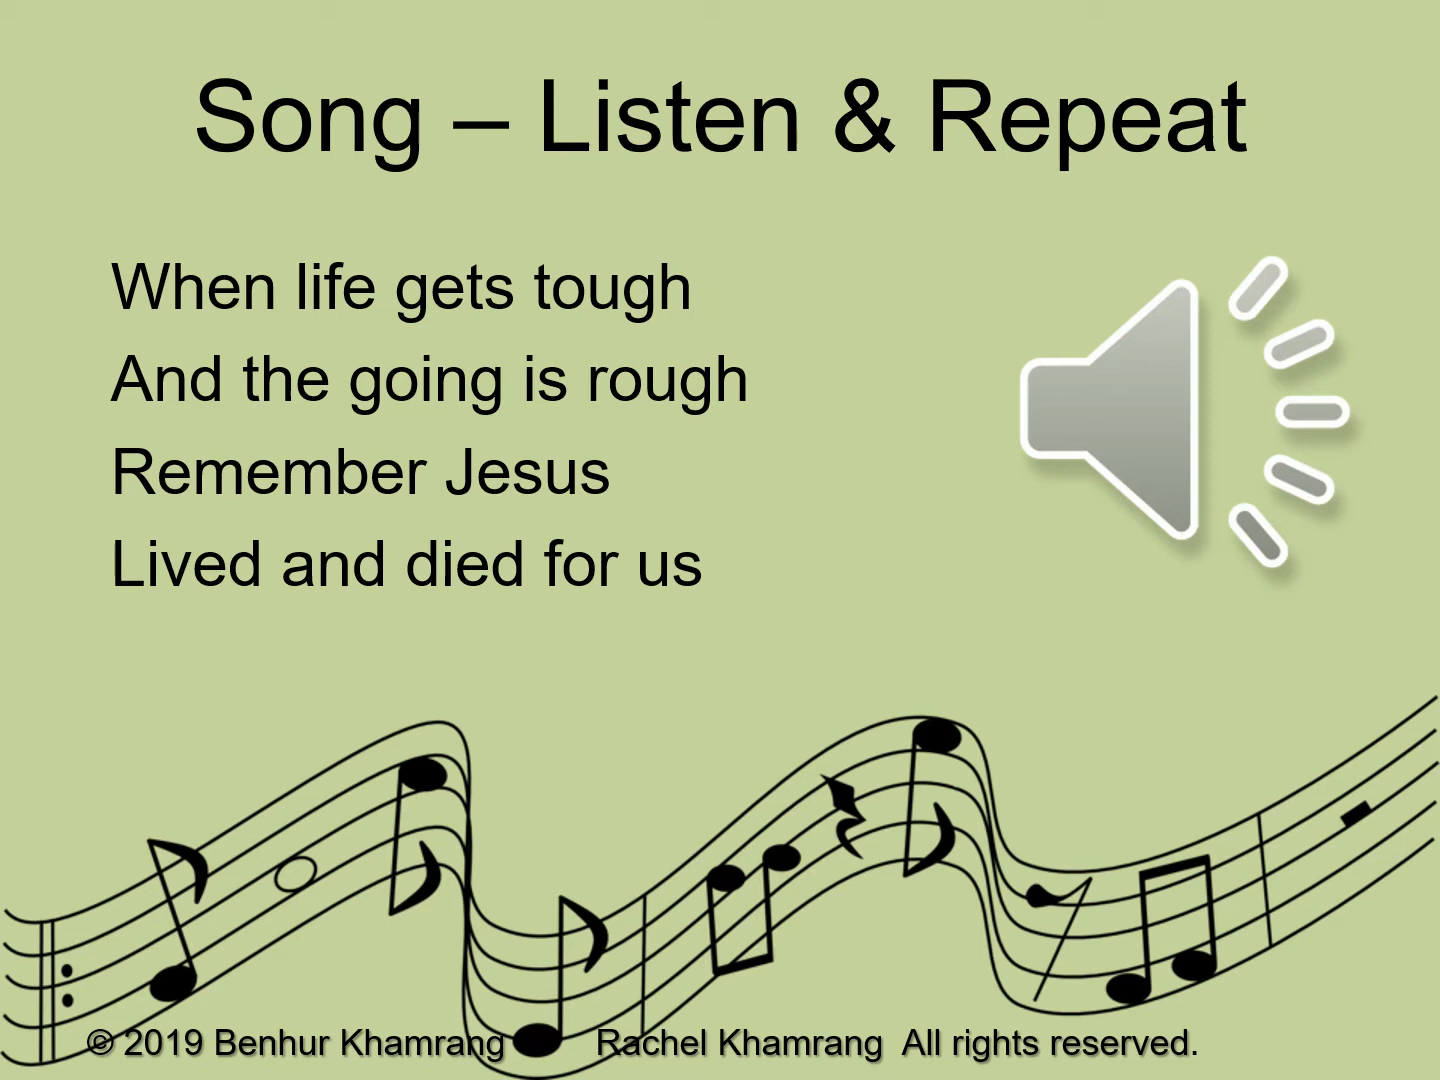 Song – Listen & Repeat
When life gets tough
And the going is rough
Remember Jesus
Lived and died for us
© 2019 Benhur Khamrang Rachel Khamrang All rights reserved.